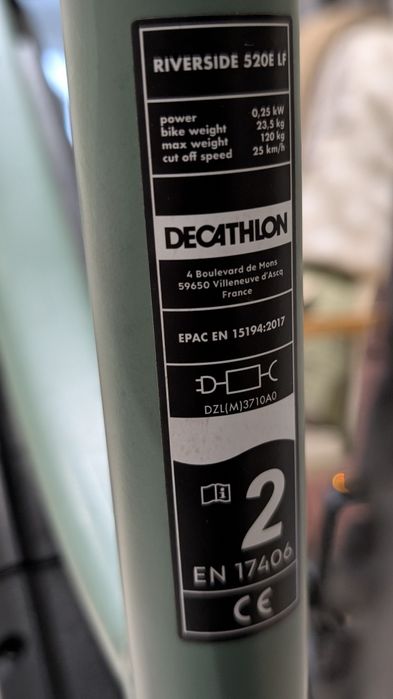 RIVERSIDE 520E LF
power 0,25 kW
bike weight 23,5 kg
max weight 120 kg
cut off speed 25 km/h
DECATHLON
4 Boulevard de Mons
59650 Villeneuve d'Ascq
France
EPAC EN 15194:2017
DZL(M)3710A0
2
EN 17406
CE